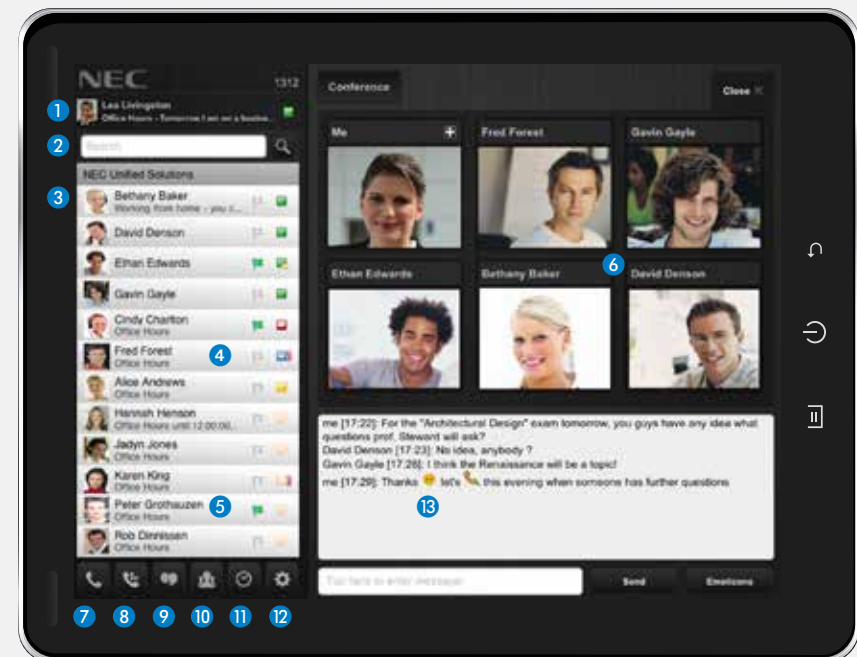 NEC
1312
1
Lea Livingston
Office Hours - Tomorrow I am on a busine...
2
Search
NEC Unified Solutions
3
Bethany Baker
Working from home - you c...
David Denson
Ethan Edwards
Gavin Gayle
Cindy Charlton
Office Hours
Fred Forest
Office Hours
4
Alice Andrews
Office Hours
Hannah Henson
Office Hours until 12:00:00,
Jadyn Jones
Office Hours
Karen King
Office Hours
Peter Grothauzen
Office Hours
5
Rob Dinnissen
Office Hours
7
8
9
10
11
12
Conference
Close
Me
Fred Forest
Gavin Gayle
Ethan Edwards
Bethany Baker
6
David Denson
me [17:22]: For the "Architectural Design" exam tomorrow, you guys have any idea what
questions prof. Steward will ask?
David Denson [17:23]: No idea, anybody ?
Gavin Gayle [17:26]: I think the Renaissance will be a topic!
me [17:29]: Thanks let's this evening when someone has further questions
13
Tap here to enter message
Send
Emoticons